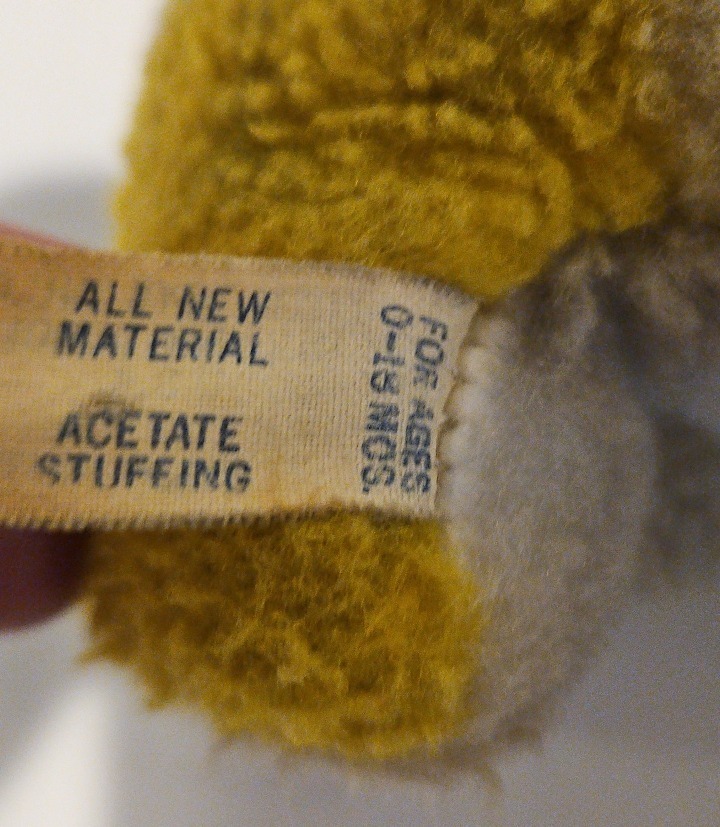 ALL NEW
MATERIAL
ACETATE
STUFFING
FOR AGES
0-18 MOS.